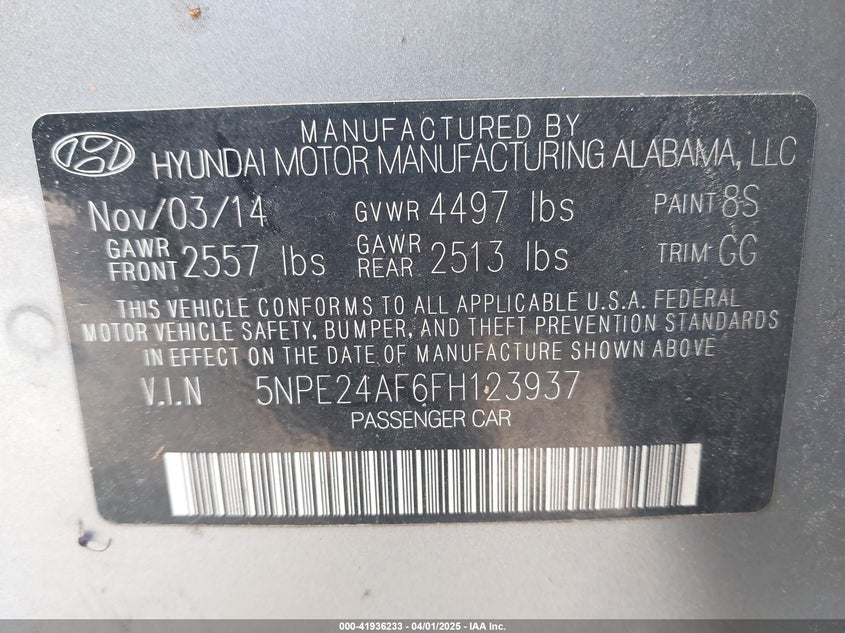 MANUFACTURED BY
HYUNDAI MOTOR MANUFACTURING ALABAMA, LLC
Nov/03/14 GVWR 4497 lbs PAINT 8S
GAWR FRONT 2557 lbs GAWR REAR 2513 lbs TRIM GG
THIS VEHICLE CONFORMS TO ALL APPLICABLE U.S.A. FEDERAL
MOTOR VEHICLE SAFETY, BUMPER, AND THEFT PREVENTION STANDARDS
IN EFFECT ON THE DATE OF MANUFACTURE SHOWN ABOVE
V.I.N 5NPE24AF6FH123937
PASSENGER CAR
000-41936233 - 04/01/2025 - IAA Inc.